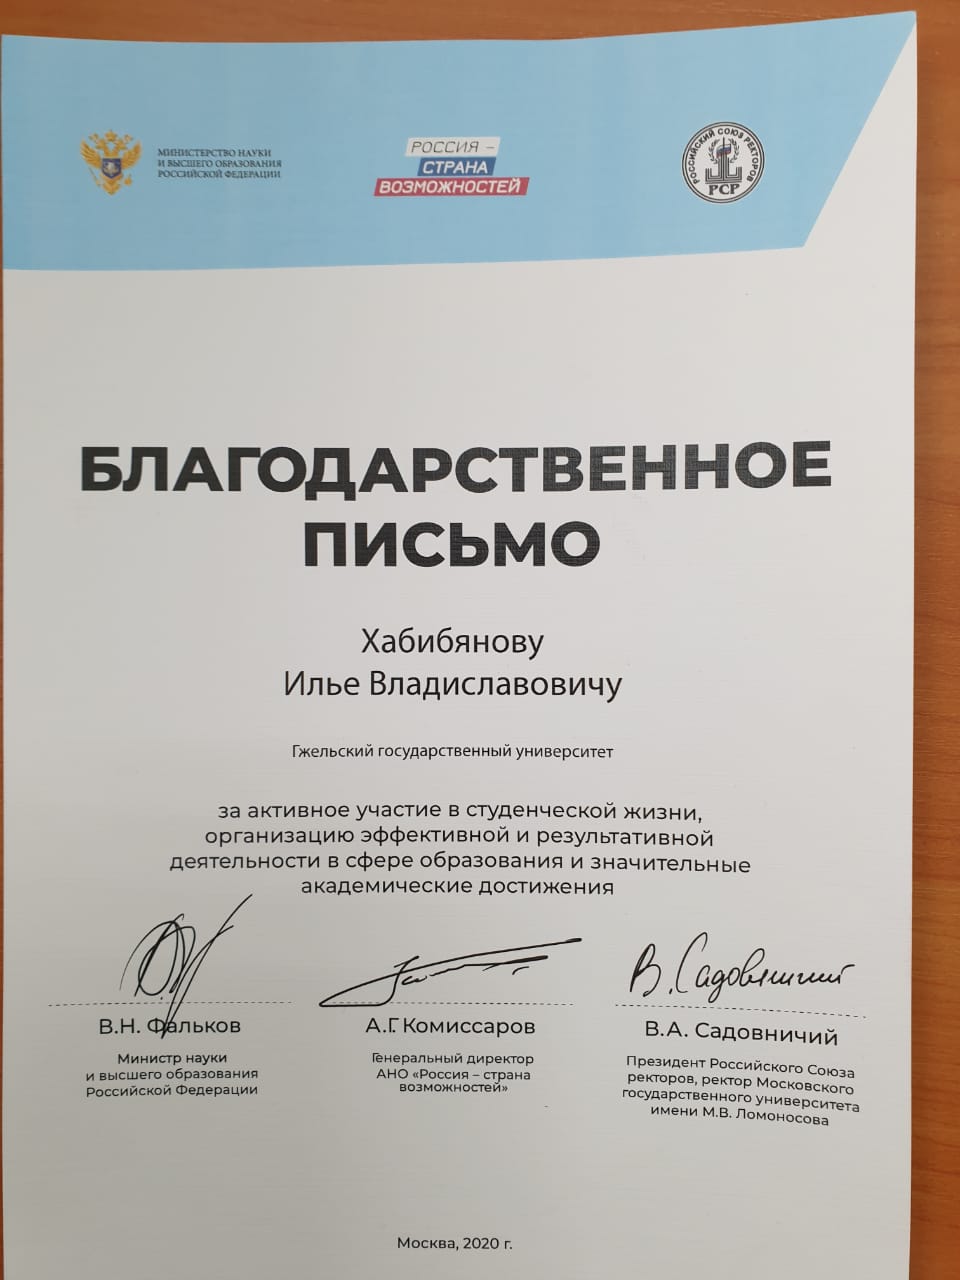 МИНИСТЕРСТВО НАУКИ
И ВЫСШЕГО ОБРАЗОВАНИЯ
РОССИЙСКОЙ ФЕДЕРАЦИИ
РОССИЯ –
СТРАНА
ВОЗМОЖНОСТЕЙ
РОССИЙСКИЙ СОЮЗ РЕКТОРОВ
РСР
БЛАГОДАРСТВЕННОЕ
ПИСЬМО
Хабибянову
Илье Владиславовичу
Гжельский государственный университет
за активное участие в студенческой жизни,
организацию эффективной и результативной
деятельности в сфере образования и значительные
академические достижения
В. Садовничий
В.Н. Фальков
Министр науки
и высшего образования
Российской Федерации
А.Г. Комиссаров
Генеральный директор
АНО «Россия – страна
возможностей»
В.А. Садовничий
Президент Российского Союза
ректоров, ректор Московского
государственного университета
имени М.В. Ломоносова
Москва, 2020 г.